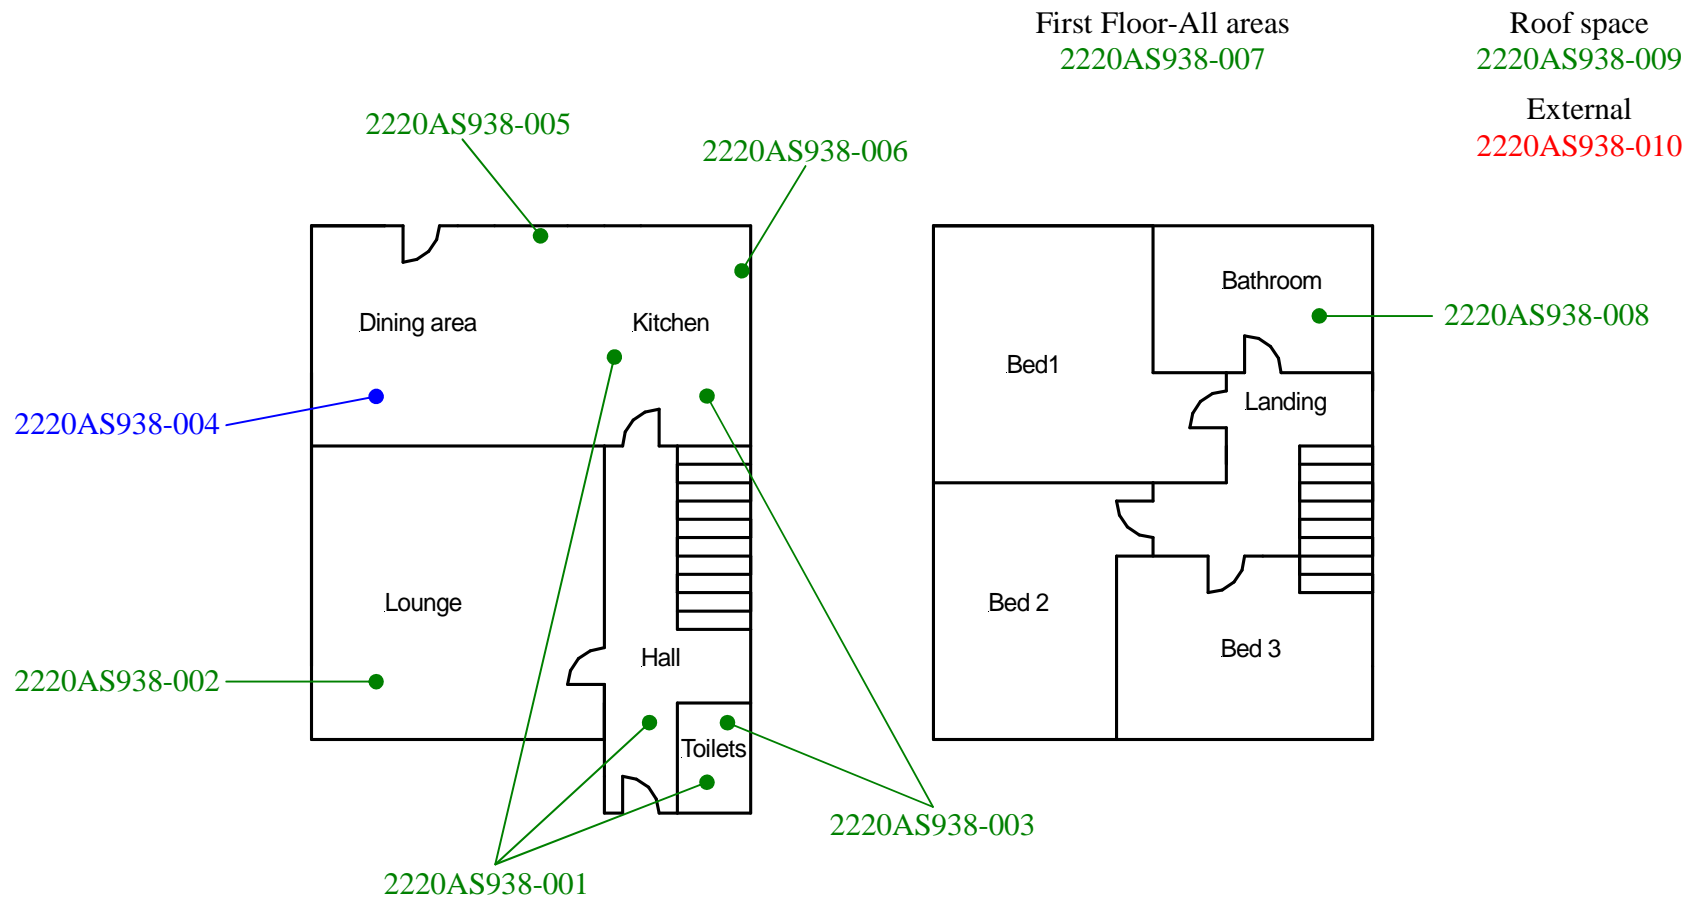 First Floor-All areas
2220AS938-007
Roof space
2220AS938-009
External
2220AS938-010
2220AS938-005
2220AS938-006
Dining area
Kitchen
2220AS938-004
Lounge
2220AS938-002
Hall
Toilets
2220AS938-003
2220AS938-001
Bathroom
2220AS938-008
Bed1
Landing
Bed 2
Bed 3